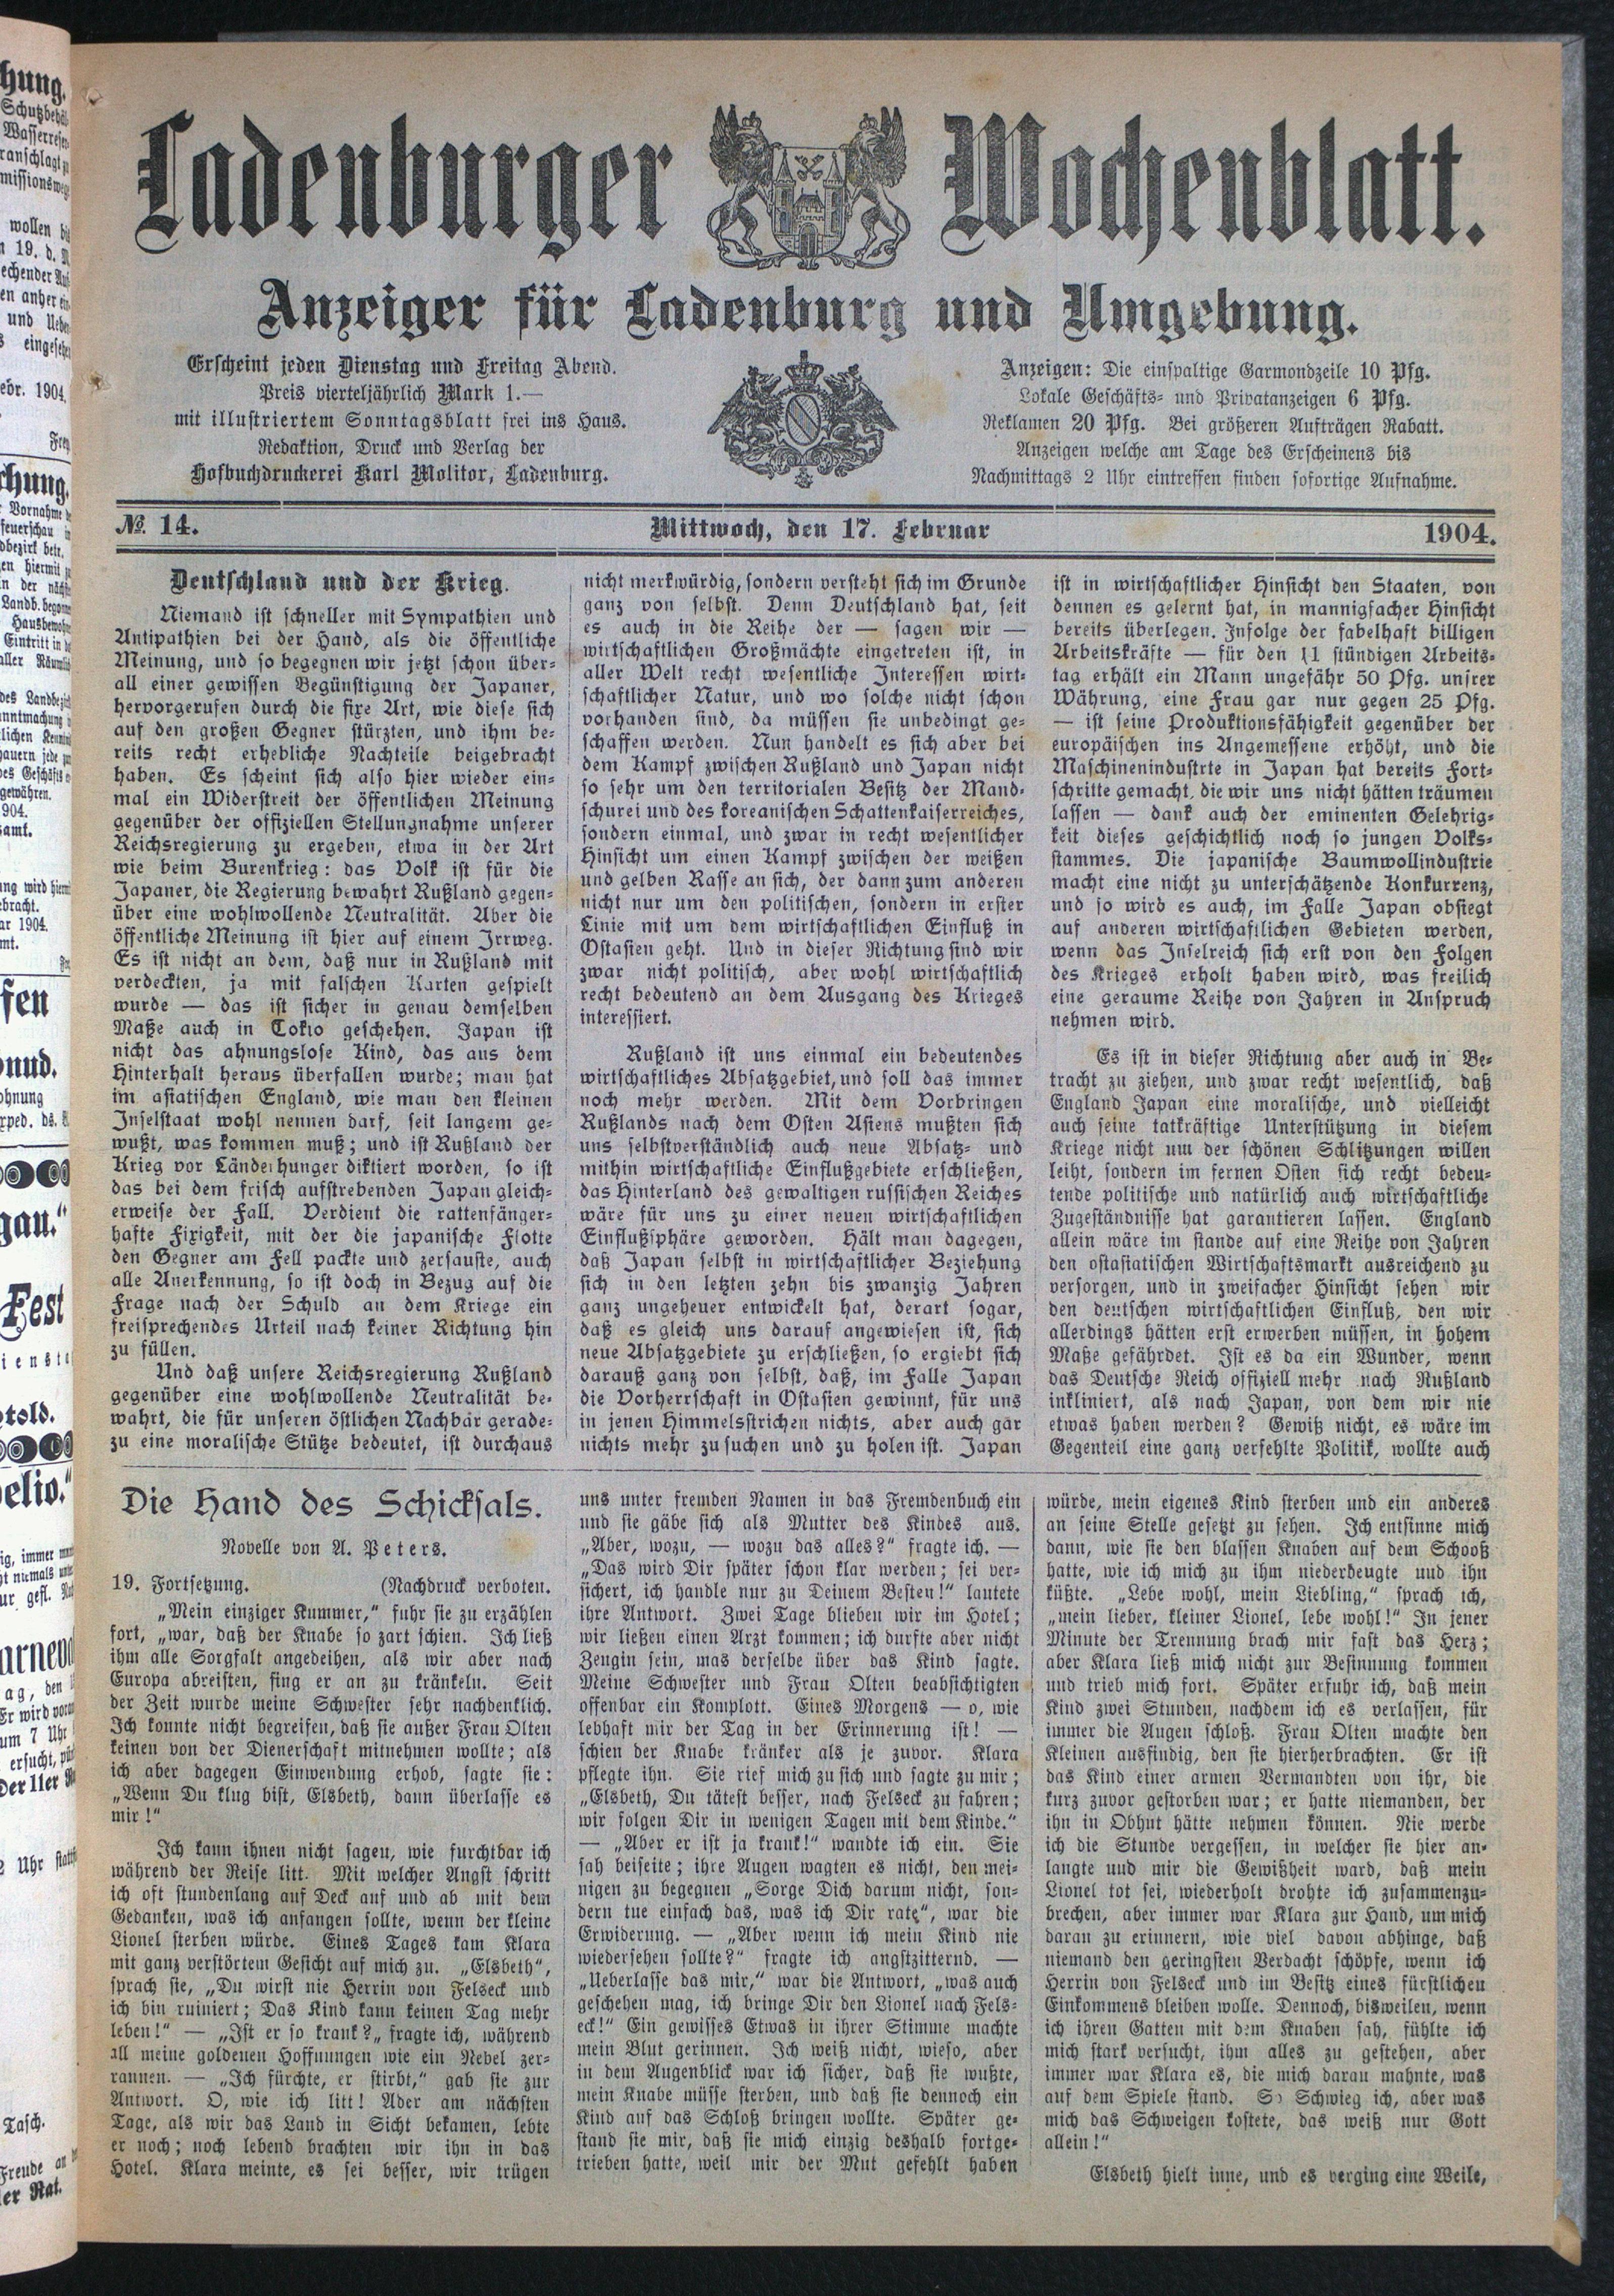 Ladenburger Wochenblatt.
Anzeiger für Ladenburg und Umgebung.
Erscheint jeden Dienstag und Freitag Abend.
Preis vierteljährlich Mark 1.—
mit illustriertem Sonntagsblatt frei ins Haus.
Redaktion, Druck und Verlag der
Hofbuchdruckerei Karl Molitor, Ladenburg.
Anzeigen: Die einspaltige Garmondzeile 10 Pfg.
Lokale Geschäfts- und Privatanzeigen 6 Pfg.
Reklamen 20 Pfg. Bei größeren Aufträgen Rabatt.
Anzeigen welche am Tage des Erscheinens bis
Nachmittags 2 Uhr eintreffen finden sofortige Aufnahme.
№ 14.
Mittwoch, den 17. Februar
1904.
Deutschland und der Krieg.
Niemand ist schneller mit Sympathien und
Antipathien bei der Hand, als die öffentliche
Meinung, und so begegnen wir jetzt schon über-
all einer gewissen Begünstigung der Japaner,
hervorgerufen durch die fixe Art, wie diese sich
auf den großen Gegner stürzten, und ihm be-
reits recht erhebliche Nachteile beigebracht
haben. Es scheint sich also hier wieder ein-
mal ein Widerstreit der öffentlichen Meinung
gegenüber der offiziellen Stellungnahme unserer
Reichsregierung zu ergeben, etwa in der Art
wie beim Burenkrieg: das Volk ist für die
Japaner, die Regierung bewahrt Rußland gegen-
über eine wohlwollende Neutralität. Aber die
öffentliche Meinung ist hier auf einem Irrweg.
Es ist nicht an dem, daß nur in Rußland mit
verdeckten, ja mit falschen Karten gespielt
wurde — das ist sicher in genau demselben
Maße auch in Tokio geschehen. Japan ist
nicht das ahnungslose Kind, das aus dem
Hinterhalt heraus überfallen wurde; man hat
im asiatischen England, wie man den kleinen
Inselstaat wohl nennen darf, seit langem ge-
wußt, was kommen muß; und ist Rußland der
Krieg vor Länderhunger diktiert worden, so ist
das bei dem frisch aufstrebenden Japan gleich-
erweise der Fall. Verdient die rattenfänger-
hafte Fixigkeit, mit der die japanische Flotte
den Gegner am Fell packte und zersauste, auch
alle Anerkennung, so ist doch in Bezug auf die
Frage nach der Schuld an dem Kriege ein
freisprechendes Urteil nach keiner Richtung hin
zu füllen.
Und daß unsere Reichsregierung Rußland
gegenüber eine wohlwollende Neutralität be-
wahrt, die für unseren östlichen Nachbar gerade-
zu eine moralische Stütze bedeutet, ist durchaus
nicht merkwürdig, sondern versteht sich im Grunde
ganz von selbst. Denn Deutschland hat, seit
es auch in die Reihe der — sagen wir —
wirtschaftlichen Großmächte eingetreten ist, in
aller Welt recht wesentliche Interessen wirt-
schaftlicher Natur, und wo solche nicht schon
vorhanden sind, da müssen sie unbedingt ge-
schaffen werden. Nun handelt es sich aber bei
dem Kampf zwischen Rußland und Japan nicht
so sehr um den territorialen Besitz der Mand-
schurei und des koreanischen Schattenkaiserreiches,
sondern einmal, und zwar in recht wesentlicher
Hinsicht um einen Kampf zwischen der weißen
und gelben Rasse an sich, der dann zum anderen
nicht nur um den politischen, sondern in erster
Linie mit um dem wirtschaftlichen Einfluß in
Ostasien geht. Und in dieser Richtung sind wir
zwar nicht politisch, aber wohl wirtschaftlich
recht bedeutend an dem Ausgang des Krieges
interessiert.
Rußland ist uns einmal ein bedeutendes
wirtschaftliches Absatzgebiet, und soll das immer
noch mehr werden. Mit dem Vorbringen
Rußlands nach dem Osten Asiens mußten sich
uns selbstverständlich auch neue Absatz- und
mithin wirtschaftliche Einflußgebiete erschließen,
das Hinterland des gewaltigen russischen Reiches
wäre für uns zu einer neuen wirtschaftlichen
Einflußsphäre geworden. Hält man dagegen,
daß Japan selbst in wirtschaftlicher Beziehung
sich in den letzten zehn bis zwanzig Jahren
ganz ungeheuer entwickelt hat, derart sogar,
daß es gleich uns darauf angewiesen ist, sich
neue Absatzgebiete zu erschließen, so ergiebt sich
darauß ganz von selbst, daß, im Falle Japan
die Vorherrschaft in Ostasien gewinnt, für uns
in jenen Himmelsstrichen nichts, aber auch gar
nichts mehr zu suchen und zu holen ist. Japan
ist in wirtschaftlicher Hinsicht den Staaten, von
dennen es gelernt hat, in mannigfacher Hinsicht
bereits überlegen. Infolge der fabelhaft billigen
Arbeitskräfte — für den 11 stündigen Arbeits-
tag erhält ein Mann ungefähr 50 Pfg. unsrer
Währung, eine Frau gar nur gegen 25 Pfg.
— ist seine Produktionsfähigkeit gegenüber der
europäischen ins Angemessene erhöht, und die
Maschinenindustrte in Japan hat bereits Fort-
schritte gemacht, die wir uns nicht hätten träumen
lassen — dank auch der eminenten Gelehrig-
keit dieses geschichtlich noch so jungen Volks-
stammes. Die japanische Baumwollindustrie
macht eine nicht zu unterschätzende Konkurrenz,
und so wird es auch, im Falle Japan obsiegt
auf anderen wirtschaftlichen Gebieten werden,
wenn das Inselreich sich erst von den Folgen
des Krieges erholt haben wird, was freilich
eine geraume Reihe von Jahren in Anspruch
nehmen wird.
Es ist in dieser Richtung aber auch in Be-
tracht zu ziehen, und zwar recht wesentlich, daß
England Japan eine moralische, und vielleicht
auch seine tatkräftige Unterstützung in diesem
Kriege nicht um der schönen Schlitzungen willen
leiht, sondern im fernen Osten sich recht bedeu-
tende politische und natürlich auch wirtschaftliche
Zugeständnisse hat garantieren lassen. England
allein wäre im stande auf eine Reihe von Jahren
den ostasiatischen Wirtschaftsmarkt ausreichend zu
versorgen, und in zweifacher Hinsicht sehen wir
den deutschen wirtschaftlichen Einfluß, den wir
allerdings hätten erst erwerben müssen, in hohem
Maße gefährdet. Ist es da ein Wunder, wenn
das Deutsche Reich offiziell mehr nach Rußland
inkliniert, als nach Japan, von dem wir nie
etwas haben werden? Gewiß nicht, es wäre im
Gegenteil eine ganz verfehlte Politik, wollte auch
Die Hand des Schicksals.
Novelle von A. Peters.
19. Fortsetzung. (Nachdruck verboten.
„Mein einziger Kummer,“ fuhr sie zu erzählen
fort, „war, daß der Knabe so zart schien. Ich ließ
ihm alle Sorgfalt angedeihen, als wir aber nach
Europa abreisten, fing er an zu kränkeln. Seit
der Zeit wurde meine Schwester sehr nachdenklich.
Ich konnte nicht begreifen, daß sie außer Frau Olten
keinen von der Dienerschaft mitnehmen wollte; als
ich aber dagegen Einwendung erhob, sagte sie:
„Wenn Du klug bist, Elsbeth, dann überlasse es
mir!“
Ich kann ihnen nicht sagen, wie furchtbar ich
während der Reise litt. Mit welcher Angst schritt
ich oft stundenlang auf Deck auf und ab mit dem
Gedanken, was ich anfangen sollte, wenn der kleine
Lionel sterben würde. Eines Tages kam Klara
mit ganz verstörtem Gesicht auf mich zu. „Elsbeth“,
sprach sie, „Du wirst nie Herrin von Felseck und
ich bin ruiniert; Das Kind kann keinen Tag mehr
leben!“ — „Ist er so krank?„ fragte ich, während
all meine goldenen Hoffnungen wie ein Nebel zer-
rannen. — „Ich fürchte, er stirbt,“ gab sie zur
Antwort. O, wie ich litt! Ader am nächsten
Tage, als wir das Land in Sicht bekamen, lebte
er noch; noch lebend brachten wir ihn in das
Hotel. Klara meinte, es sei besser, wir trügen
uns unter fremden Namen in das Fremdenbuch ein
und sie gäbe sich als Mutter des Kindes aus.
„Aber, wozu, — wozu das alles?“ fragte ich. —
„Das wird Dir später schon klar werden; sei ver-
sichert, ich handle nur zu Deinem Besten!“ lautete
ihre Antwort. Zwei Tage blieben wir im Hotel;
wir ließen einen Arzt kommen; ich durfte aber nicht
Zeugin sein, mas derselbe über das Kind sagte.
Meine Schwester und Frau Olten beabsichtigten
offenbar ein Komplott. Eines Morgens — o, wie
lebhaft mir der Tag in der Erinnerung ist! —
schien der Knabe kränker als je zuvor. Klara
pflegte ihn. Sie rief mich zu sich und sagte zu mir;
„Elsbeth, Du tätest besser, nach Felseck zu fahren;
wir folgen Dir in wenigen Tagen mit dem Kinde.“
— „Aber er ist ja krank!“ wandte ich ein. Sie
sah beiseite; ihre Augen wagten es nicht, den mei-
nigen zu begegnen „Sorge Dich darum nicht, son-
dern tue einfach das, was ich Dir rate“, war die
Erwiderung. — „Aber wenn ich mein Kind nie
wiedersehen sollte?“ fragte ich angstzitternd. —
„Ueberlasse das mir,“ war die Antwort, „was auch
geschehen mag, ich bringe Dir den Lionel nach Fels-
eck!“ Ein gewisses Etwas in ihrer Stimme machte
mein Blut gerinnen. Ich weiß nicht, wieso, aber
in dem Augenblick war ich sicher, daß sie wußte,
mein Knabe müsse sterben, und daß sie dennoch ein
Kind auf das Schloß bringen wollte. Später ge-
stand sie mir, daß sie mich einzig deshalb fortge-
trieben hatte, weil mir der Mut gefehlt haben
würde, mein eigenes Kind sterben und ein anderes
an seine Stelle gesetzt zu sehen. Ich entsinne mich
dann, wie sie den blassen Knaben auf dem Schooß
hatte, wie ich mich zu ihm niederbeugte und ihn
küßte. „Lebe wohl, mein Liebling,“ sprach ich,
„mein lieber, kleiner Lionel, lebe wohl!“ In jener
Minute der Trennung brach mir fast das Herz;
aber Klara ließ mich nicht zur Besinnung kommen
und trieb mich fort. Später erfuhr ich, daß mein
Kind zwei Stunden, nachdem ich es verlassen, für
immer die Augen schloß. Frau Olten machte den
Kleinen ausfindig, den sie hierherbrachten. Er ist
das Kind einer armen Vermandten von ihr, die
kurz zuvor gestorben war; er hatte niemanden, der
ihn in Obhut hätte nehmen können. Nie werde
ich die Stunde vergessen, in welcher sie hier an-
langte und mir die Gewißheit ward, daß mein
Lionel tot sei, wiederholt drohte ich zusammenzu-
brechen, aber immer war Klara zur Hand, um mich
daran zu erinnern, wie viel davon abhinge, daß
niemand den geringsten Verdacht schöpfe, wenn ich
Herrin von Felseck und im Besitz eines fürstlichen
Einkommens bleiben wolle. Dennoch, bisweilen, wenn
ich ihren Gatten mit dem Knaben sah, fühlte ich
mich stark versucht, ihm alles zu gestehen, aber
immer war Klara es, die mich daran mahnte, was
auf dem Spiele stand. So Schwieg ich, aber was
mich das Schweigen kostete, das weiß nur Gott
allein!“
Elsbeth hielt inne, und es verging eine Weile,